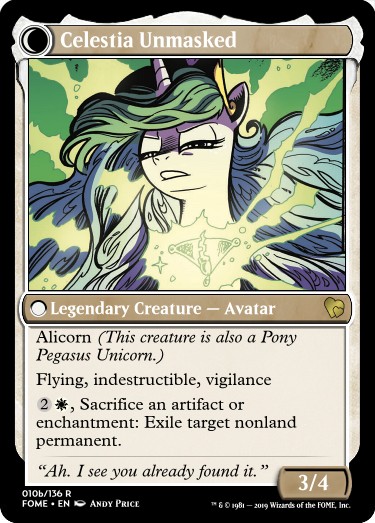 Celestia Unmasked
Legendary Creature — Avatar
Alicorn (This creature is also a Pony
Pegasus Unicorn.)
Flying, indestructible, vigilance
2 , Sacrifice an artifact or
enchantment: Exile target nonland
permanent.
“Ah. I see you already found it.”
3/4
010b/136 R
FOME • EN Andy Price
™ & © 1981 — 2019 Wizards of the FOME, Inc.